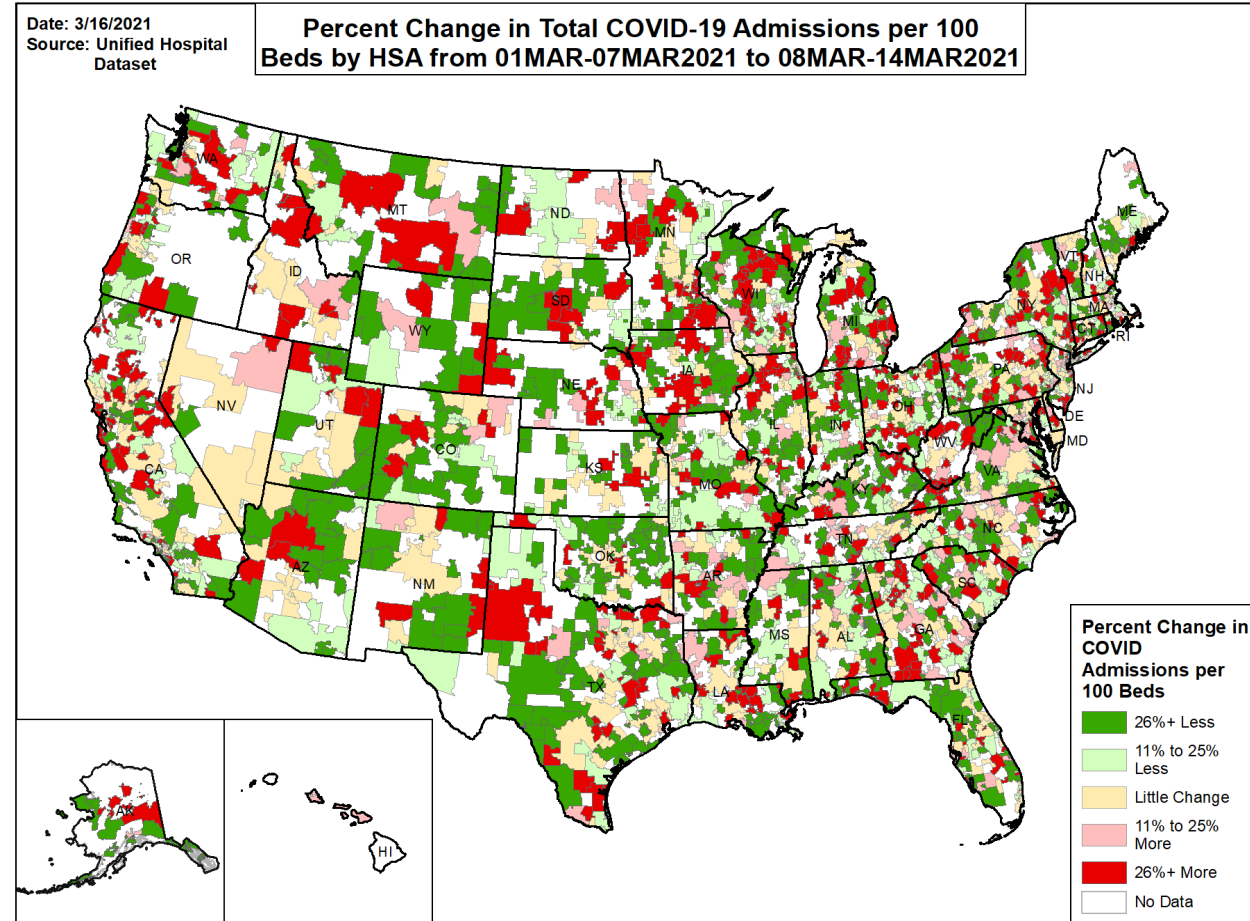 Date: 3/16/2021
Source: Unified Hospital
Dataset
Percent Change in Total COVID-19 Admissions per 100
Beds by HSA from 01MAR-07MAR2021 to 08MAR-14MAR2021
WA
MT
ND
MN
ME
OR
ID
SD
WI
VT
NH
NY
MA
WY
MI
CT
RI
IA
NE
PA
NJ
NV
OH
UT
IL
IN
DE
CO
WV
MD
CA
KS
VA
MO
KY
NC
OK
TN
AZ
AR
NM
SC
MS
AL
GA
TX
LA
FL
AK
HI
Percent Change in
COVID
Admissions per
100 Beds
26%+ Less
11% to 25%
Less
Little Change
11% to 25%
More
26%+ More
No Data